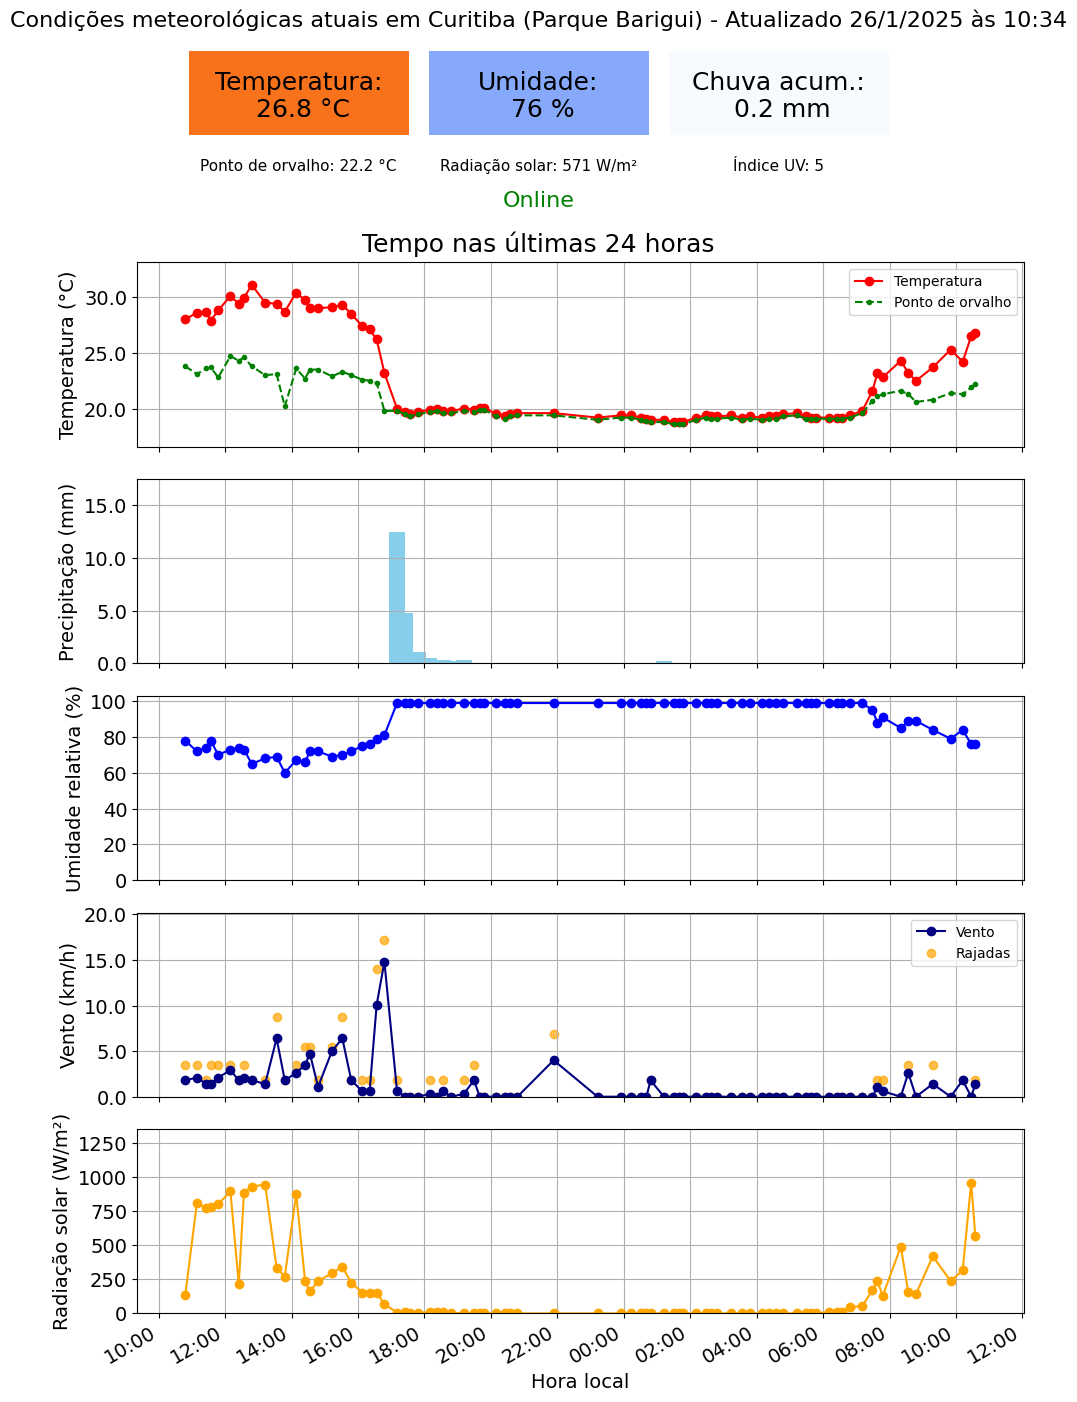 Condições meteorológicas atuais em Curitiba (Parque Barigui) - Atualizado 26/1/2025 às 10:34
Temperatura:
26.8 °C
Umidade:
76 %
Chuva acum.:
0.2 mm
Ponto de orvalho: 22.2 °C
Radiação solar: 571 W/m²
Índice UV: 5
Online
Tempo nas últimas 24 horas
Temperatura (°C)
30.0
25.0
20.0
Temperatura
Ponto de orvalho
Precipitação (mm)
15.0
10.0
5.0
0.0
Umidade relativa (%)
100
80
60
40
20
0
Vento (km/h)
20.0
15.0
10.0
5.0
0.0
Vento
Rajadas
Radiação solar (W/m²)
1250
1000
750
500
250
0
10:00 12:00 14:00 16:00 18:00 20:00 22:00 00:00 02:00 04:00 06:00 08:00 10:00 12:00
Hora local